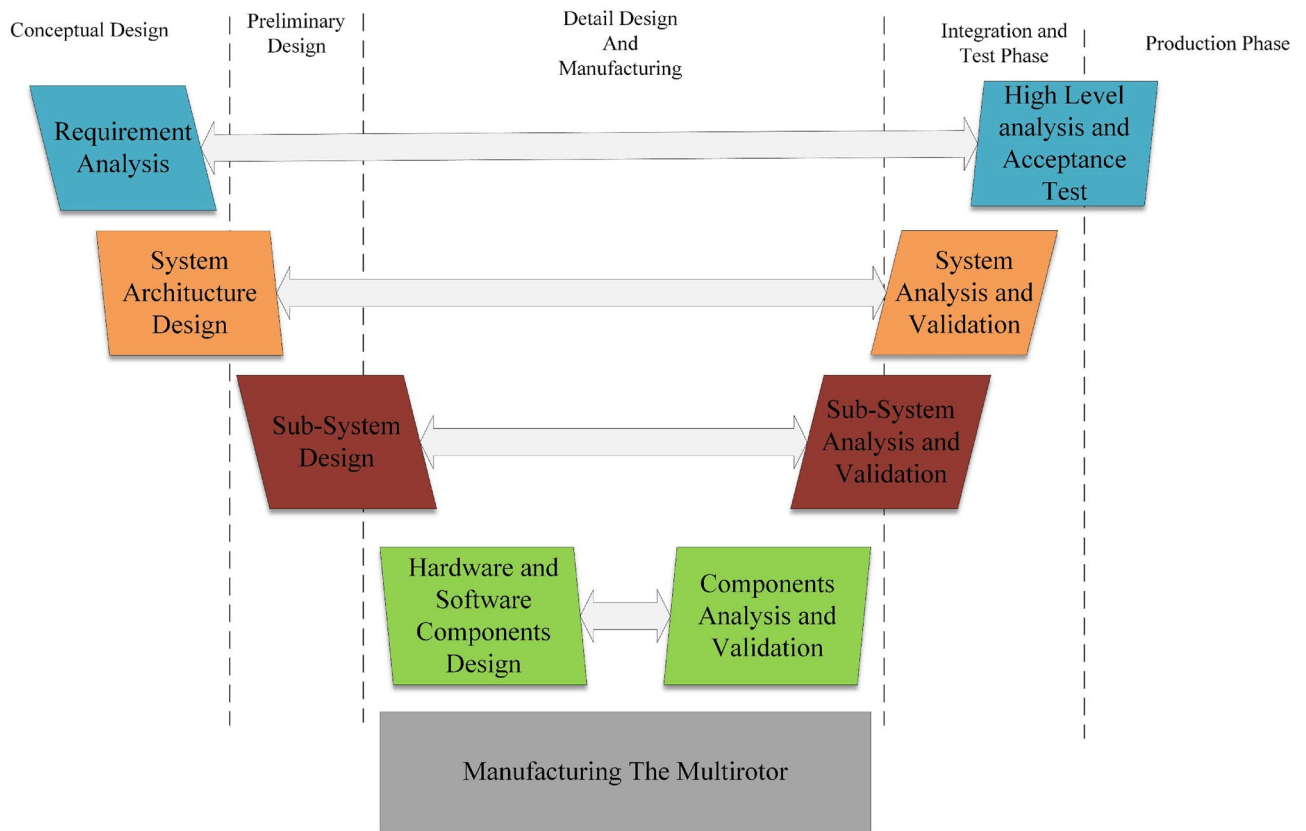 Conceptual Design
Preliminary
Design
Detail Design
And
Manufacturing
Integration and
Test Phase
Production Phase
Requirement
Analysis
High Level
analysis and
Acceptance
Test
System
Architucture
Design
System
Analysis and
Validation
Sub-System
Design
Sub-System
Analysis and
Validation
Hardware and
Software
Components
Design
Components
Analysis and
Validation
Manufacturing The Multirotor